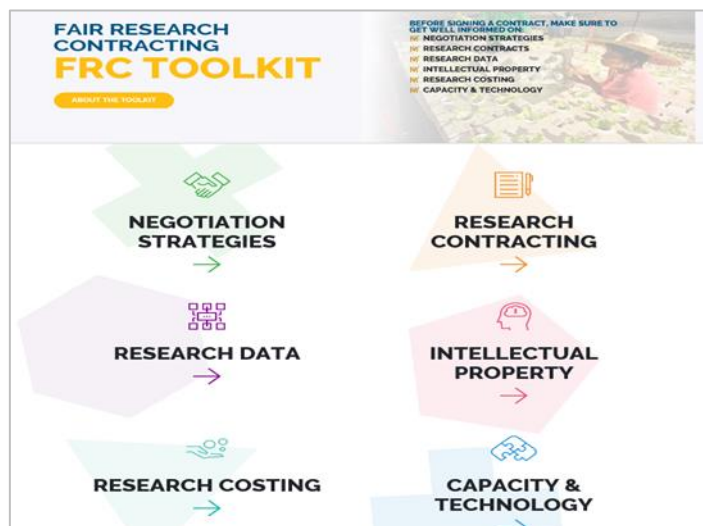 FAIR RESEARCH
CONTRACTING
FRC TOOLKIT
ABOUT THE TOOLKIT
BEFORE SIGNING A CONTRACT, MAKE SURE TO
GET WELL INFORMED ON:
NEGOTIATION STRATEGIES
RESEARCH CONTRACTS
RESEARCH DATA
INTELLECTUAL PROPERTY
RESEARCH COSTING
CAPACITY & TECHNOLOGY
NEGOTIATION
STRATEGIES
RESEARCH
CONTRACTING
RESEARCH DATA
INTELLECTUAL
PROPERTY
RESEARCH COSTING
CAPACITY &
TECHNOLOGY